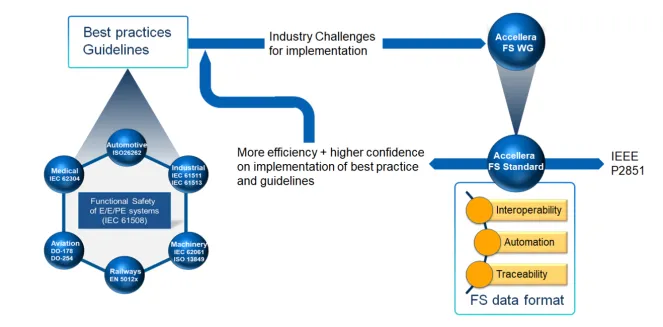 Best practices
Guidelines
Industry Challenges
for implementation
Accellera
FS WG
More efficiency + higher confidence
on implementation of best practice
and guidelines
Accellera
FS Standard
IEEE
P2851
Automotive
ISO26262
Medical
IEC 62304
Industrial
IEC 61511
IEC 61513
Functional Safety
of E/E/PE systems
(IEC 61508)
Aviation
DO-178
DO-254
Machinery
IEC 62061
ISO 13849
Railways
EN 5012x
Interoperability
Automation
Traceability
FS data format